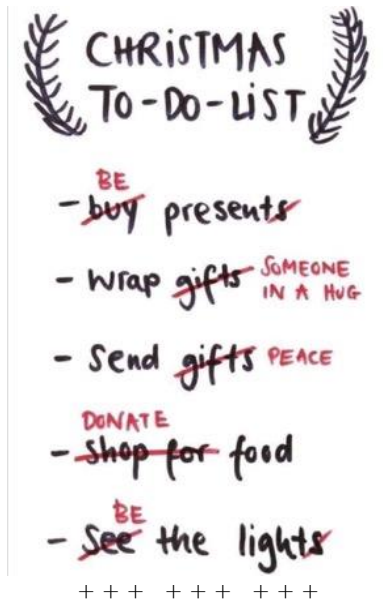 CHRiSTMAS
TO-DO-LiST
BE
- buy presents
- wrap gifts SOMEONE
IN A HUG
- Send gifts PEACE
DONATE
- shop for food
BE
- See the lights
+ + + + + + + + +